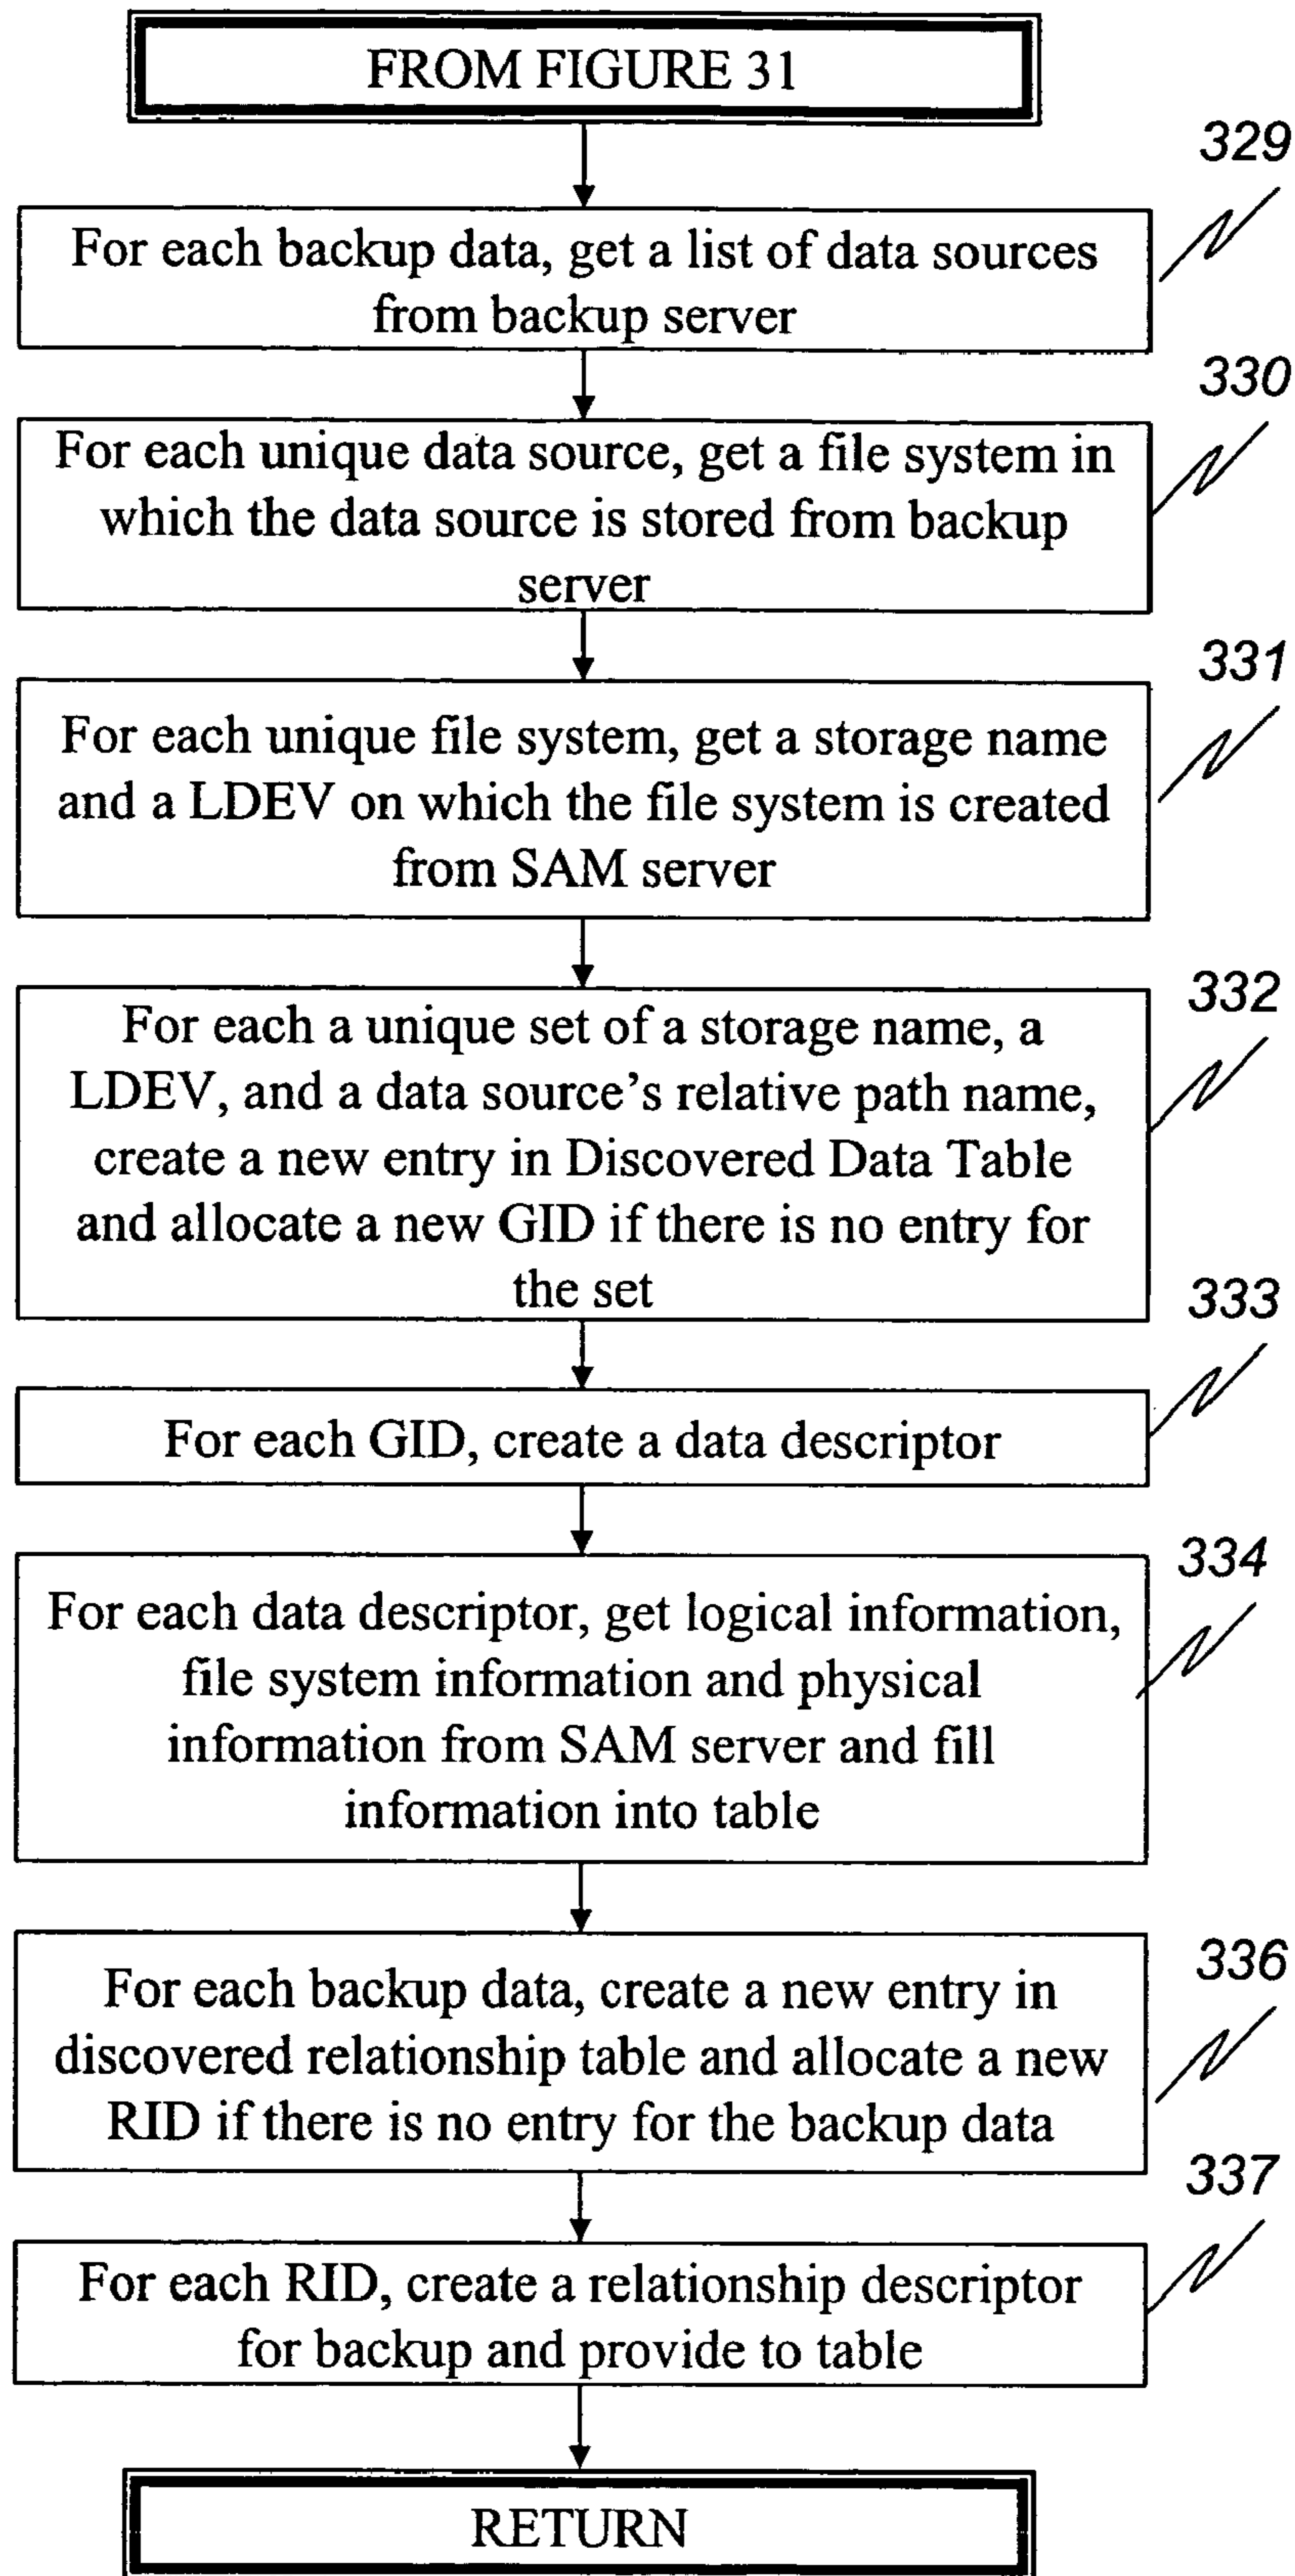 FROM FIGURE 31
329
For each backup data, get a list of data sources
from backup server
330
For each unique data source, get a file system in
which the data source is stored from backup
server
331
For each unique file system, get a storage name
and a LDEV on which the file system is created
from SAM server
332
For each a unique set of a storage name, a
LDEV, and a data source's relative path name,
create a new entry in Discovered Data Table
and allocate a new GID if there is no entry for
the set
333
For each GID, create a data descriptor
334
For each data descriptor, get logical information,
file system information and physical
information from SAM server and fill
information into table
336
For each backup data, create a new entry in
discovered relationship table and allocate a new
RID if there is no entry for the backup data
337
For each RID, create a relationship descriptor
for backup and provide to table
RETURN